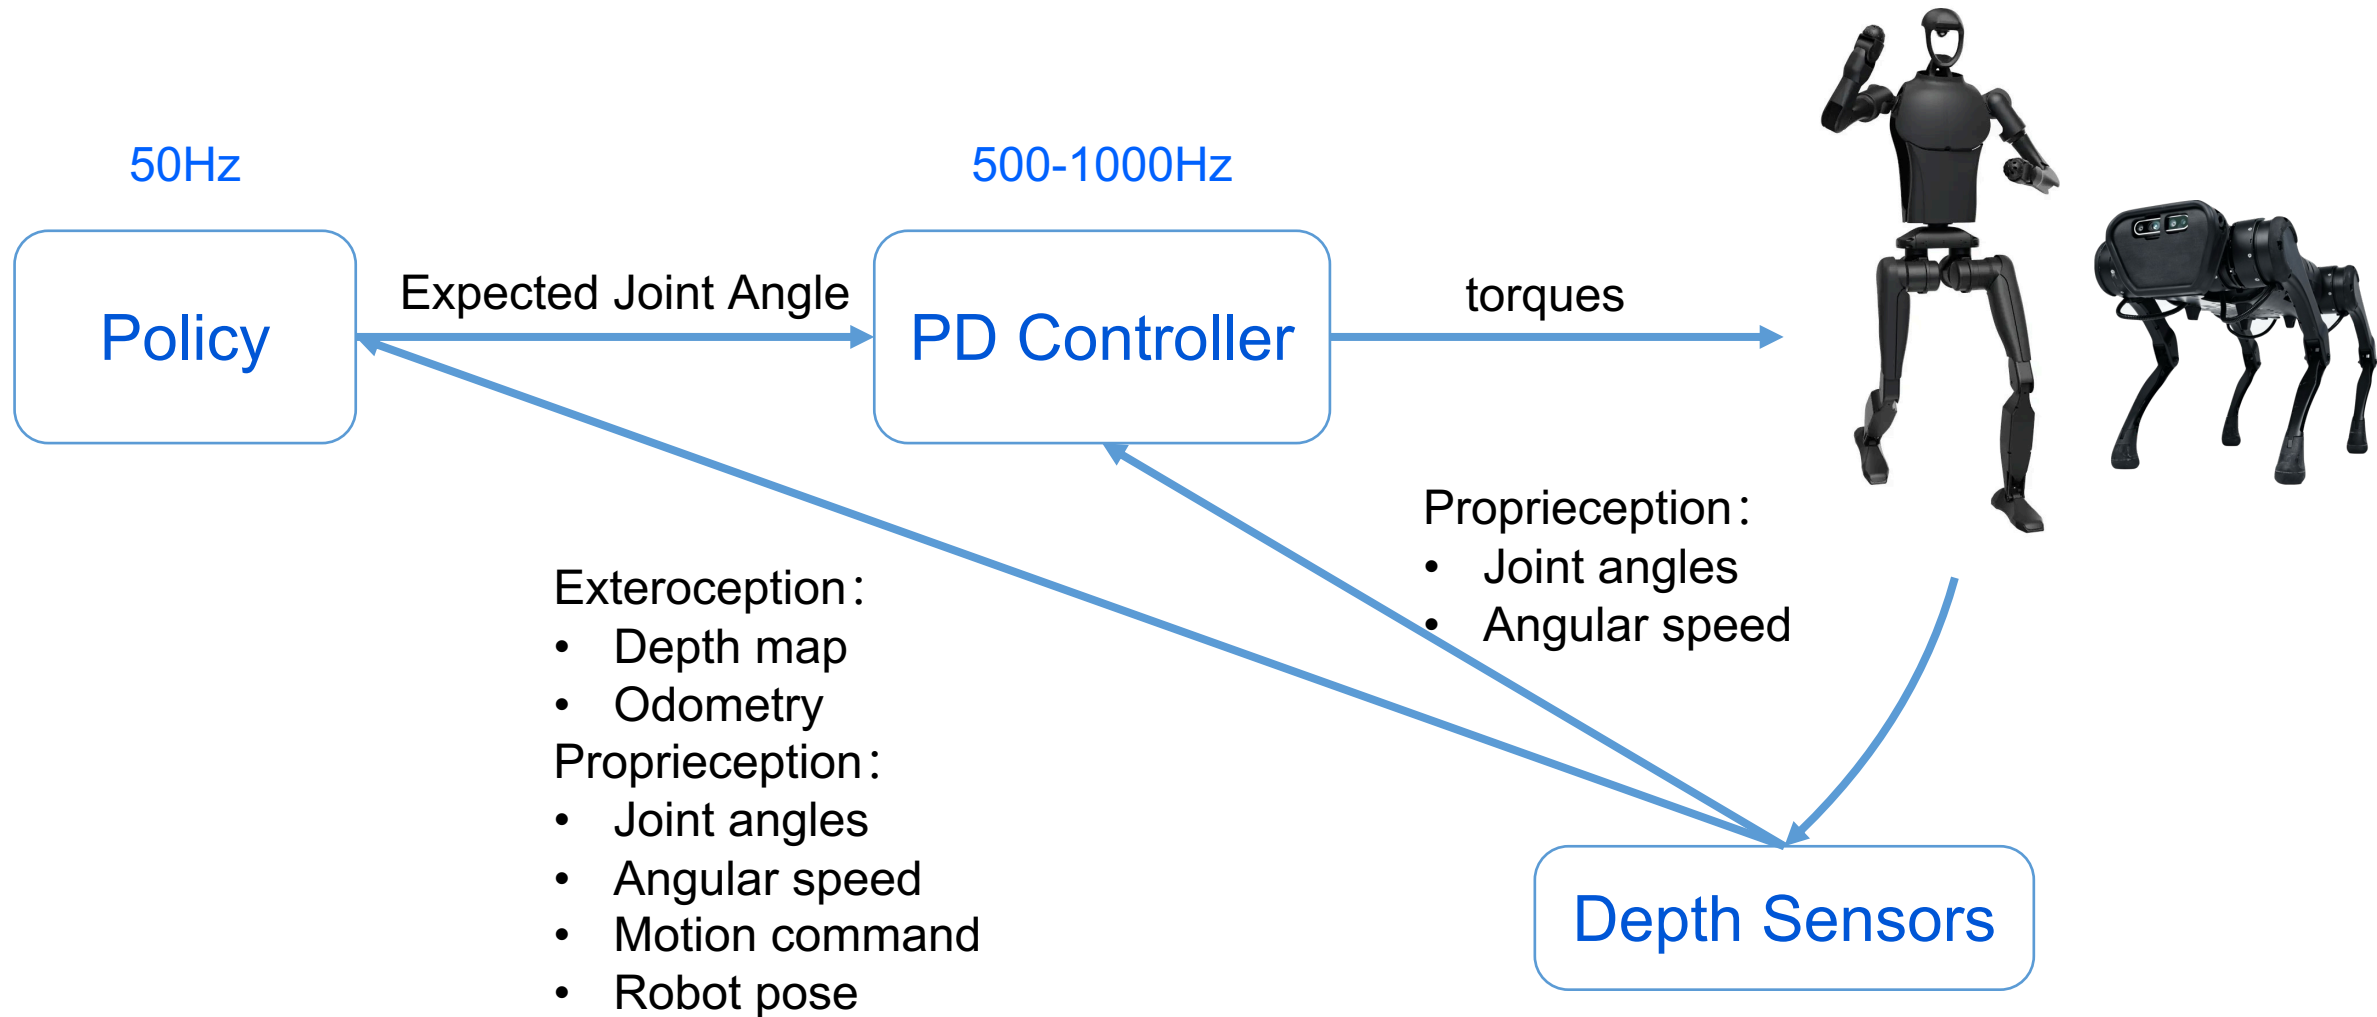 50Hz
500-1000Hz
Policy
Expected Joint Angle
PD Controller
torques
Proprieception：
• Joint angles
• Angular speed
Exteroception：
• Depth map
• Odometry
Proprieception：
• Joint angles
• Angular speed
• Motion command
• Robot pose
Depth Sensors